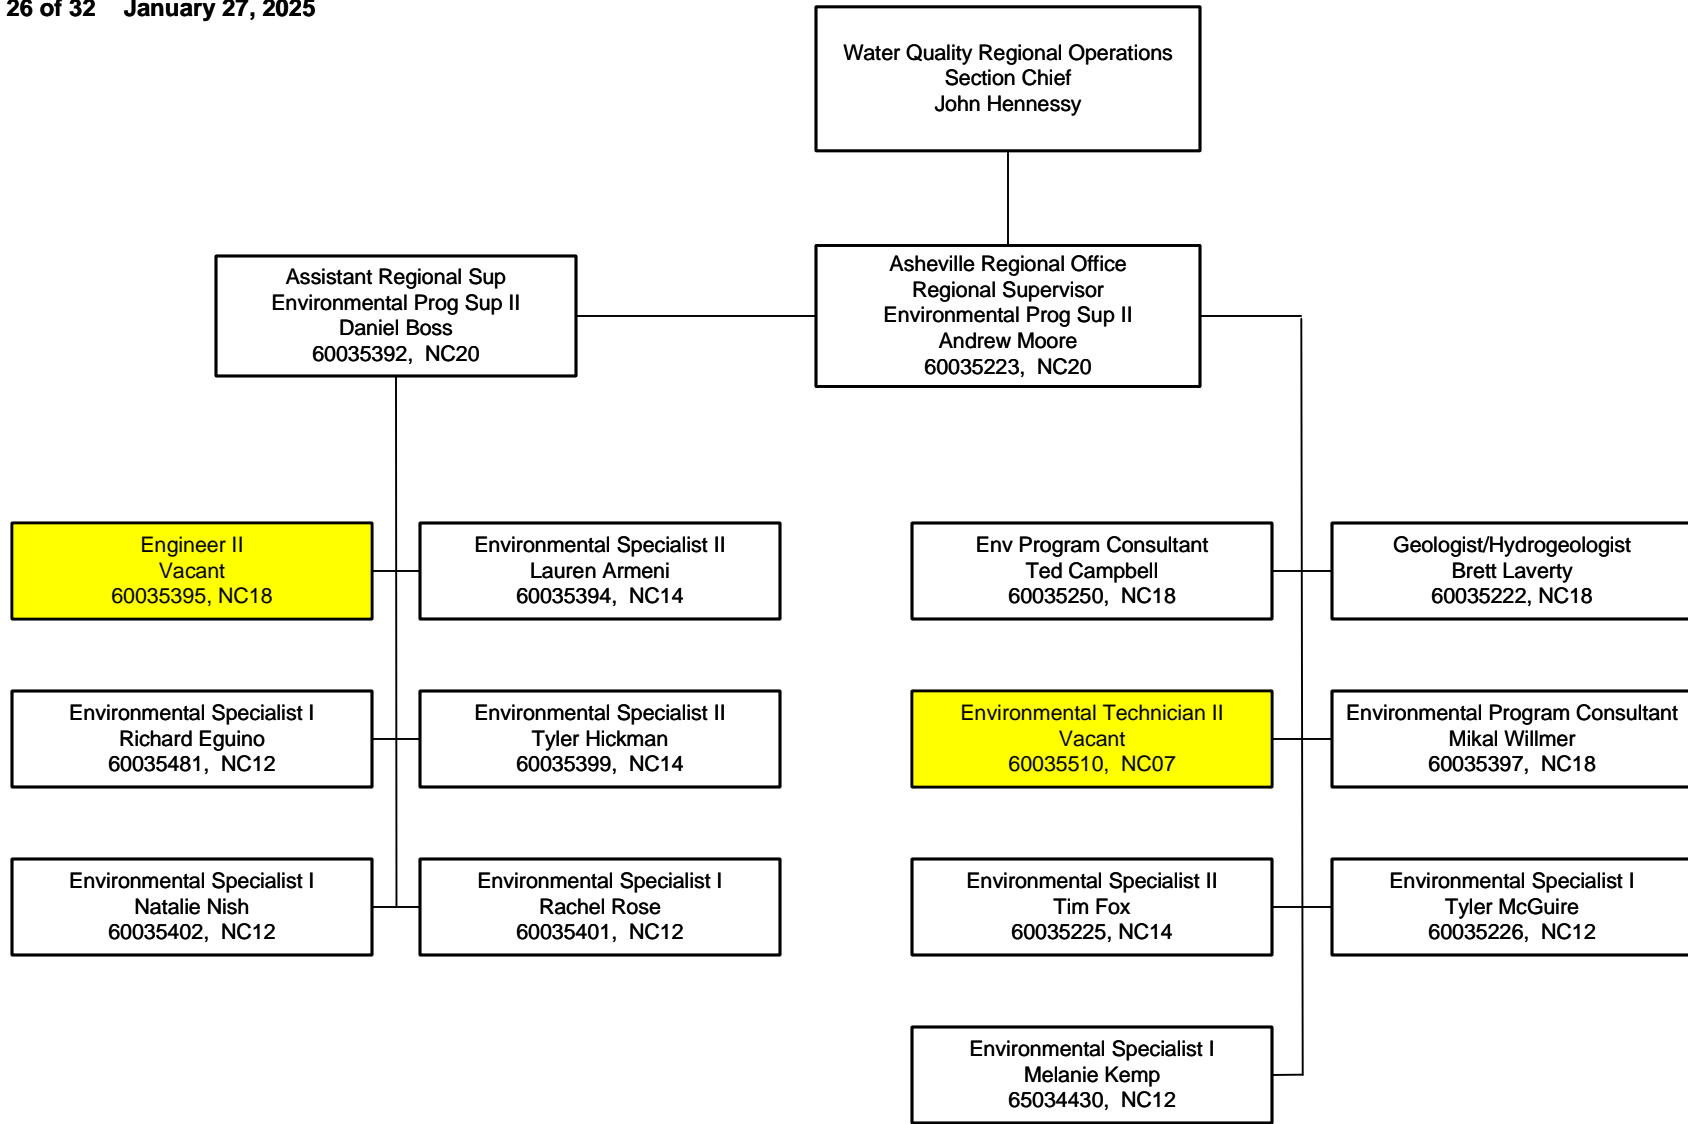 26 of 32 January 27, 2025
Water Quality Regional Operations
Section Chief
John Hennessy
Assistant Regional Sup
Environmental Prog Sup II
Daniel Boss
60035392, NC20
Asheville Regional Office
Regional Supervisor
Environmental Prog Sup II
Andrew Moore
60035223, NC20
Engineer II
Vacant
60035395, NC18
Environmental Specialist II
Lauren Armeni
60035394, NC14
Env Program Consultant
Ted Campbell
60035250, NC18
Geologist/Hydrogeologist
Brett Laverty
60035222, NC18
Environmental Specialist I
Richard Eguino
60035481, NC12
Environmental Specialist II
Tyler Hickman
60035399, NC14
Environmental Technician II
Vacant
60035510, NC07
Environmental Program Consultant
Mikal Willmer
60035397, NC18
Environmental Specialist I
Natalie Nish
60035402, NC12
Environmental Specialist I
Rachel Rose
60035401, NC12
Environmental Specialist II
Tim Fox
60035225, NC14
Environmental Specialist I
Tyler McGuire
60035226, NC12
Environmental Specialist I
Melanie Kemp
65034430, NC12